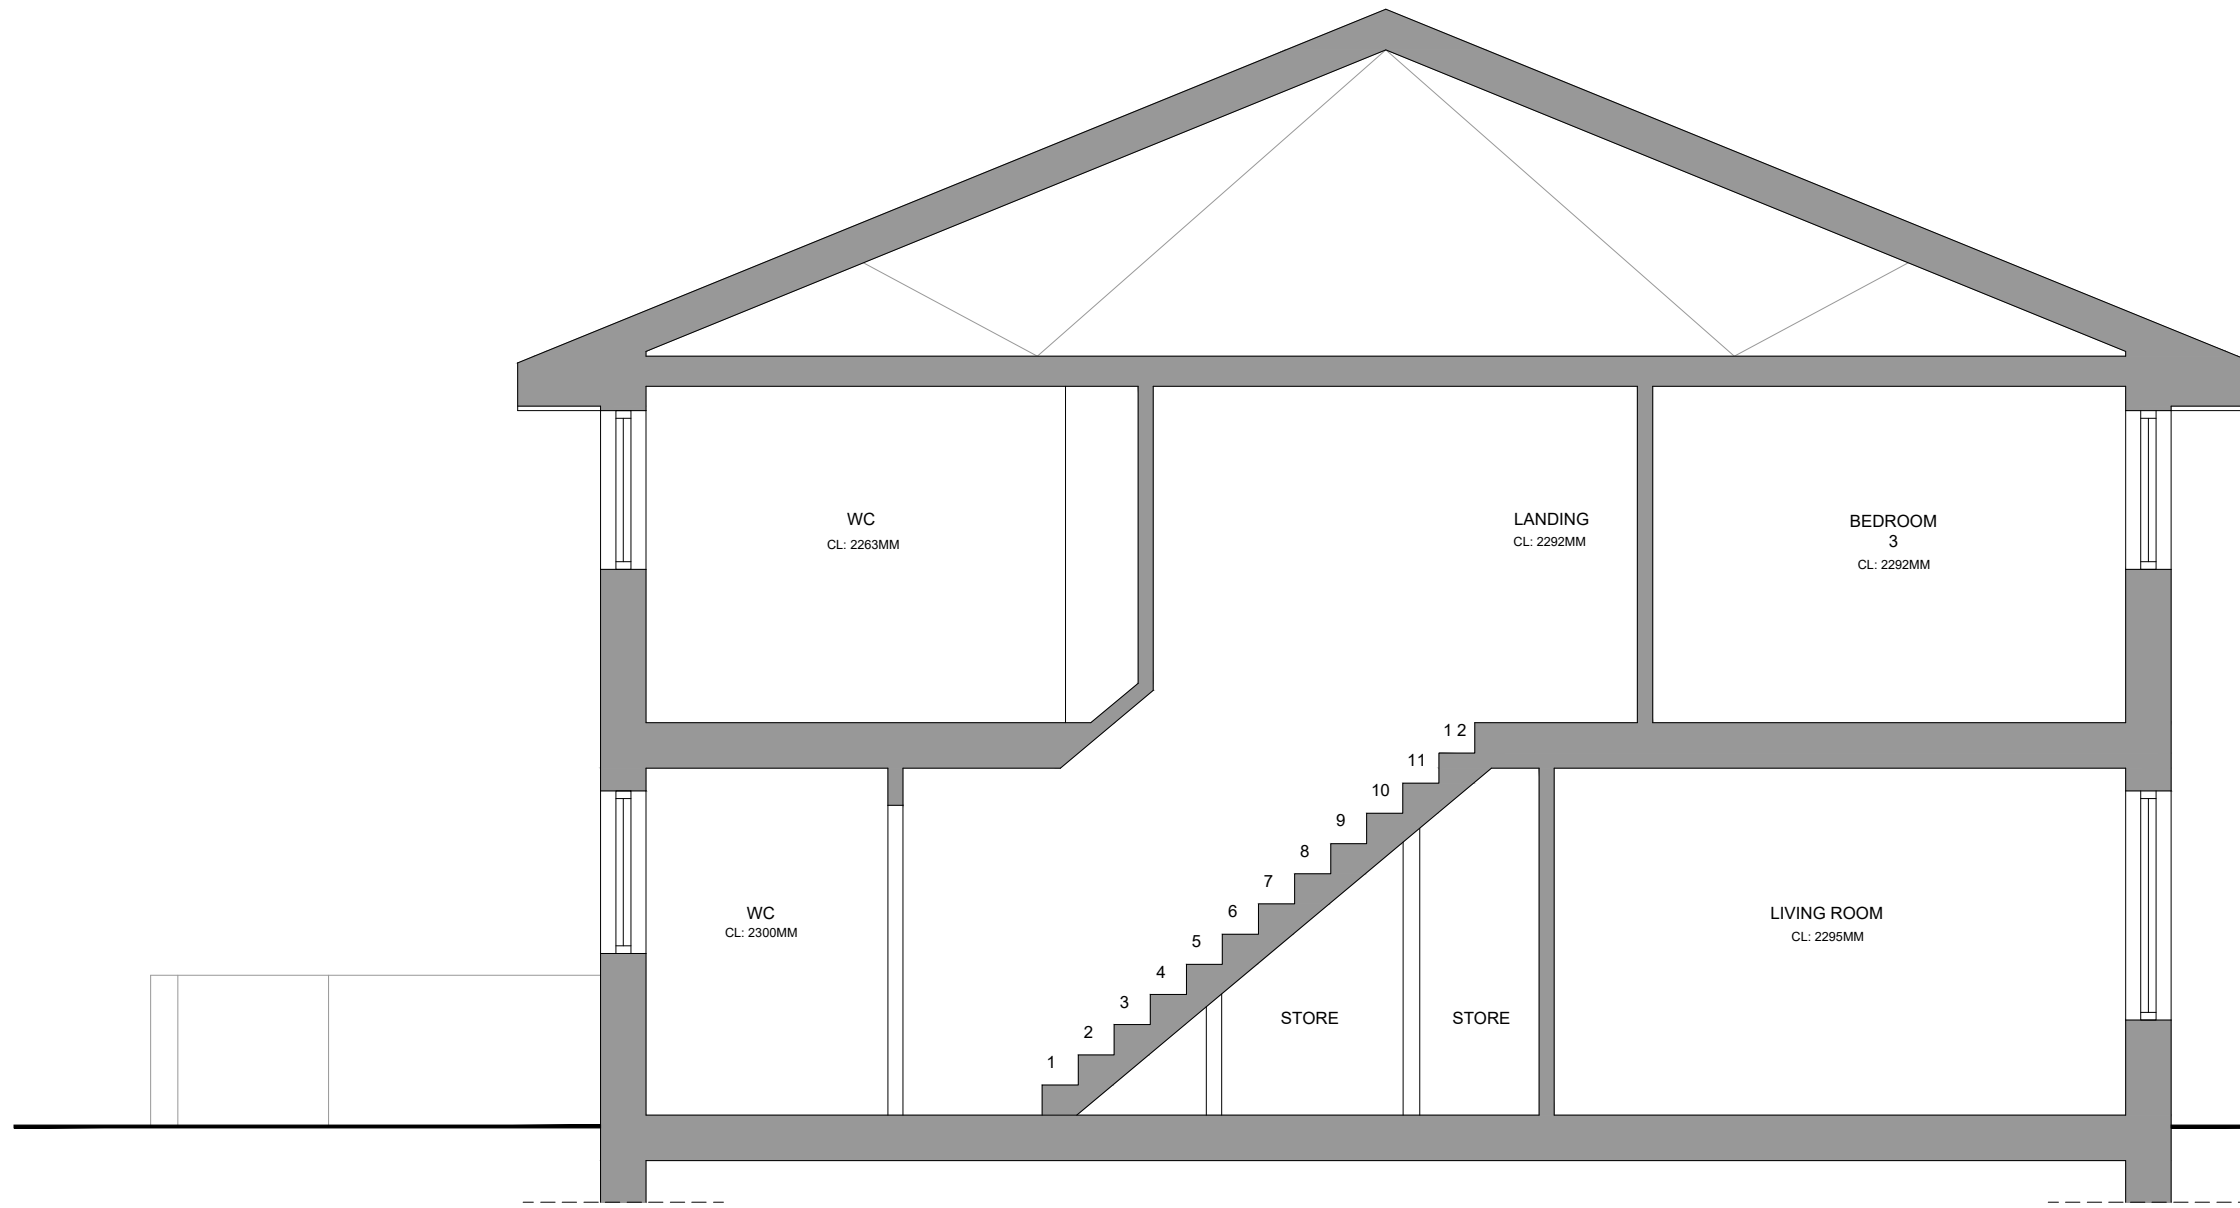 WC
CL: 2263MM
LANDING
CL: 2292MM
BEDROOM
3
CL: 2292MM
1 2
11
10
9
8
7
6
5
4
3
2
1
WC
CL: 2300MM
LIVING ROOM
CL: 2295MM
STORE
STORE